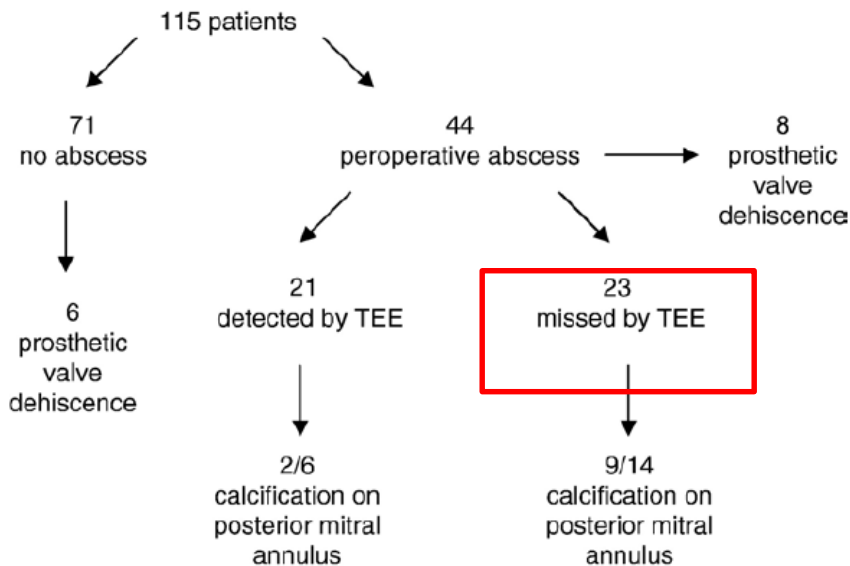 115 patients
71
no abscess
44
peroperative abscess
8
prosthetic
valve
dehiscence
6
prosthetic
valve
dehiscence
21
detected by TEE
23
missed by TEE
2/6
calcification on
posterior mitral
annulus
9/14
calcification on
posterior mitral
annulus